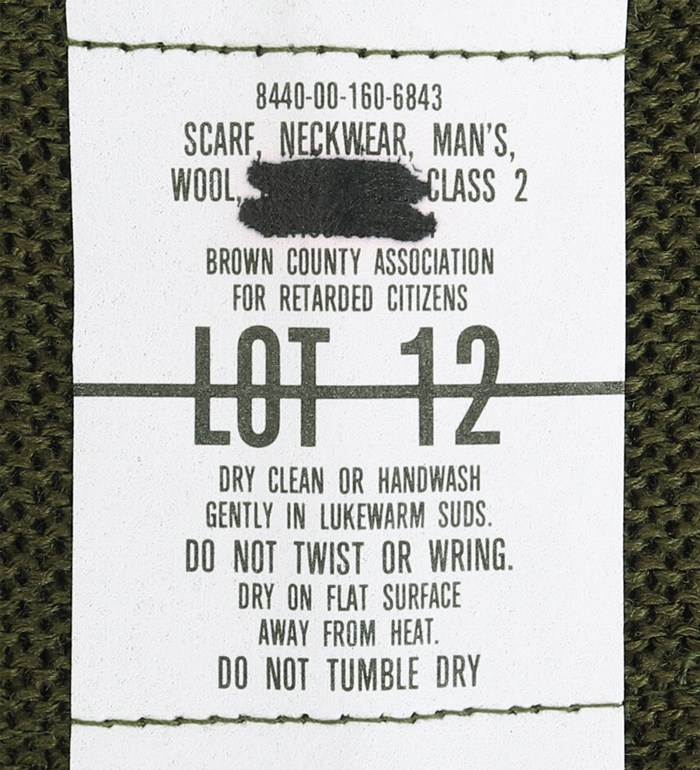 8440-00-160-6843
SCARF, NECKWEAR, MAN'S,
WOOL, CLASS 2
BROWN COUNTY ASSOCIATION
FOR RETARDED CITIZENS
LOT 12
DRY CLEAN OR HANDWASH
GENTLY IN LUKEWARM SUDS.
DO NOT TWIST OR WRING.
DRY ON FLAT SURFACE
AWAY FROM HEAT.
DO NOT TUMBLE DRY